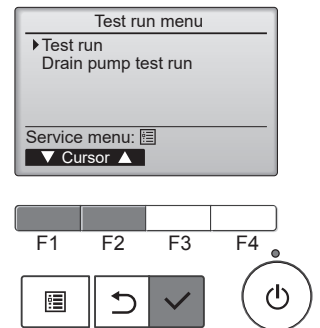 Test run menu
Test run
Drain pump test run
Service menu:
▼ Cursor ▲
F1 F2 F3 F4